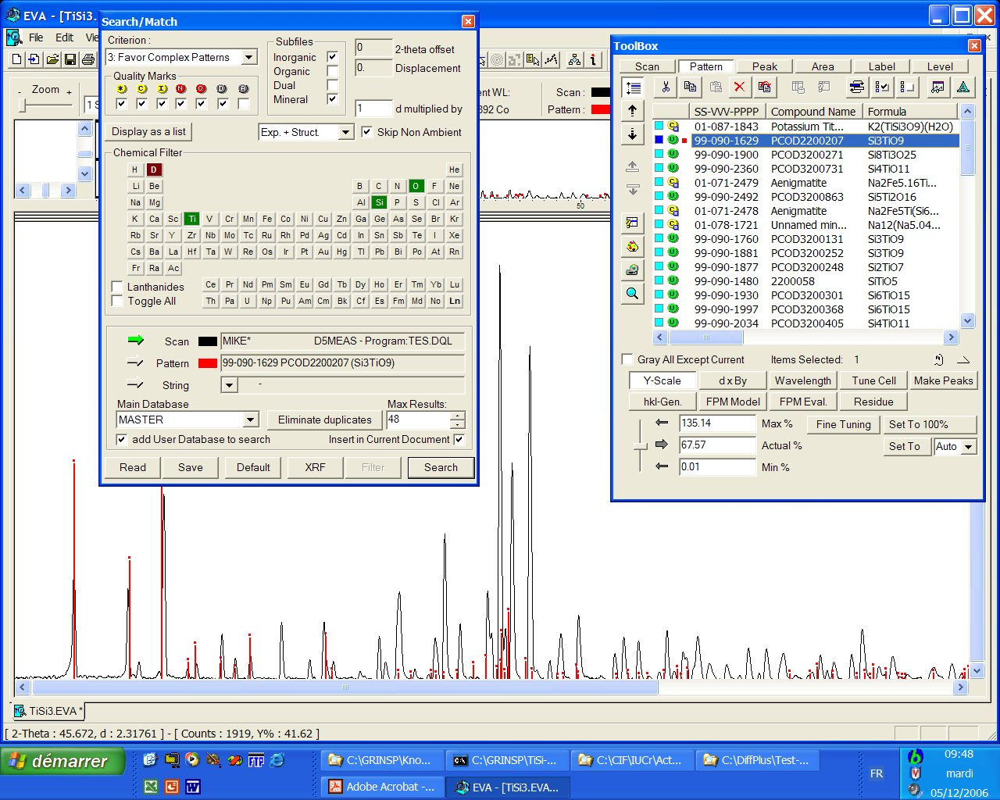 EVA - [TiSi3.
File Edit Vie
Zoom
- +
1 S
Search/Match
Criterion :
3: Favor Complex Patterns
Quality Marks
* C I N Q
Subfiles
Inorganic
Organic
Dual
Mineral
0 2-theta offset
0. Displacement
1 d multiplied by
Display as a list
Exp. + Struct.
Skip Non Ambient
Chemical Filter
H D He
Li Be B C N O F Ne
Na Mg Al Si P S Cl Ar
K Ca Sc Ti V Cr Mn Fe Co Ni Cu Zn Ga Ge As Se Br Kr
Rb Sr Y Zr Nb Mo Tc Ru Rh Pd Ag Cd In Sn Sb Te I Xe
Cs Ba La Hf Ta W Re Os Ir Pt Au Hg Tl Pb Bi Po At Rn
Fr Ra Ac
Lanthanides
Ce Pr Nd Pm Sm Eu Gd Tb Dy Ho Er Tm Yb Lu
Toggle All
Th Pa U Np Pu Am Cm Bk Cf Es Fm Md No Ln
Scan MIKE* D5MEAS - Program:TES.DQL
Pattern 99-090-1629 PCOD2200207 (Si3TiO9)
String -
Main Database
MASTER
Eliminate duplicates
Max Results:
48
add User Database to search
Insert in Current Document
Read Save Default XRF Filter Search
ent WL: Scan :
392 Co Pattern :
50
ToolBox
Scan Pattern Peak Area Label Level
SS-VVV-PPPP Compound Name Formula
01-087-1843 Potassium Tit... K2(TiSi3O9)(H2O)
99-090-1629 PCOD2200207 Si3TiO9
99-090-1900 PCOD3200271 Si8Ti3O25
99-090-2360 PCOD3200731 Si4TiO11
01-071-2479 Aenigmatite Na2Fe5.16Ti...
99-090-2492 PCOD3200863 Si5Ti2O16
01-071-2478 Aenigmatite Na2Fe5Ti(Si6...
01-078-1721 Unnamed min... Na12(Na5.04...
99-090-1760 PCOD3200131 Si3TiO9
99-090-1881 PCOD3200252 Si3TiO9
99-090-1877 PCOD3200248 Si2TiO7
99-090-1480 2200058 SiTiO5
99-090-1930 PCOD3200301 Si6TiO15
99-090-1997 PCOD3200368 Si6TiO15
99-090-2034 PCOD3200405 Si4TiO11
Gray All Except Current Items Selected: 1
Y-Scale d x By Wavelength Tune Cell Make Peaks
hkl-Gen. FPM Model FPM Eval. Residue
135.14 Max % Fine Tuning Set To 100%
67.57 Actual % Set To Auto
0.01 Min %
TiSi3.EVA *
[ 2-Theta : 45.672, d : 2.31761 ] - [ Counts : 1919, Y% : 41.62 ]
démarrer
FTP
C:\GRINSP\Kno...
C:\GRINSP\TiSi-...
C:\CIF\IUCr\Act...
C:\DiffPlus\Test-...
Adobe Acrobat -...
EVA - [TiSi3.EVA...
FR
09:48
mardi
05/12/2006